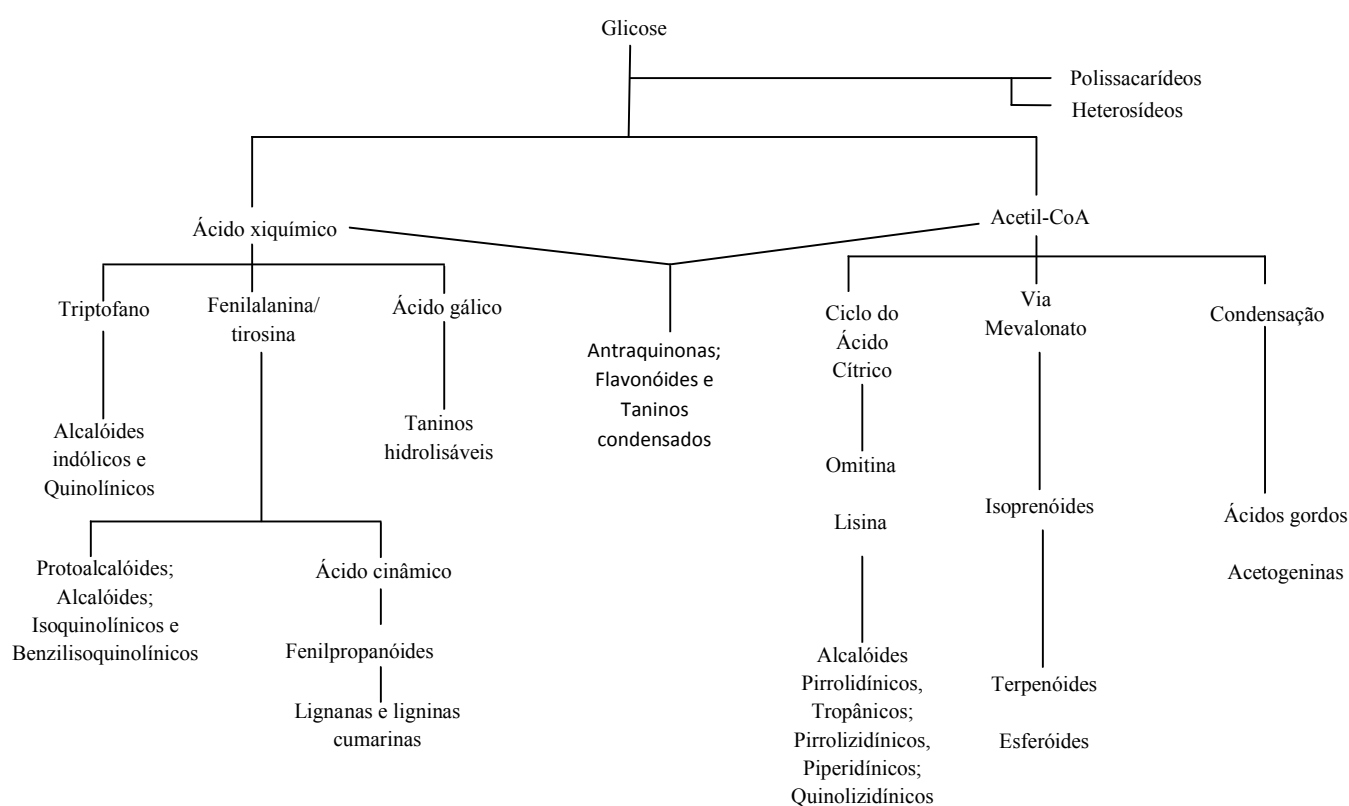 Glicose
Polissacarídeos
Heterosídeos
Ácido xiquímico
Acetil-CoA
Triptofano
Fenilalanina/
tirosina
Ácido gálico
Antraquinonas;
Flavonóides e
Taninos
condensados
Ciclo do
Ácido
Cítrico
Via
Mevalonato
Condensação
Alcalóides
indólicos e
Quinolínicos
Taninos
hidrolisáveis
Omitina
Lisina
Isoprenóides
Ácidos gordos
Acetogeninas
Protoalcalóides;
Alcalóides;
Isoquinolínicos e
Benzilisoquinolínicos
Ácido cinâmico
Fenilpropanóides
Lignanas e ligninas
cumarinas
Alcalóides
Pirrolidínicos,
Tropânicos;
Pirrolizidínicos,
Piperidínicos;
Quinolizidínicos
Terpenóides
Esferóides